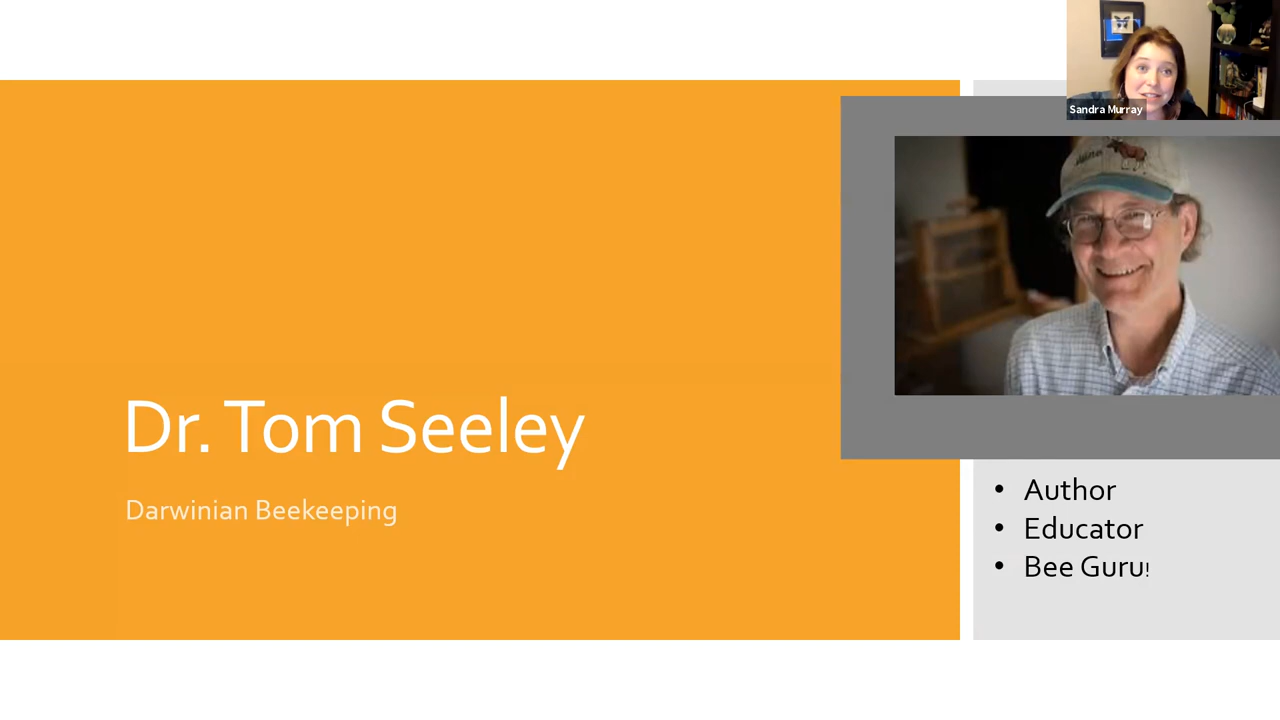 Sandra Murray
Dr. Tom Seeley
Darwinian Beekeeping
• Author
• Educator
• Bee Guru!